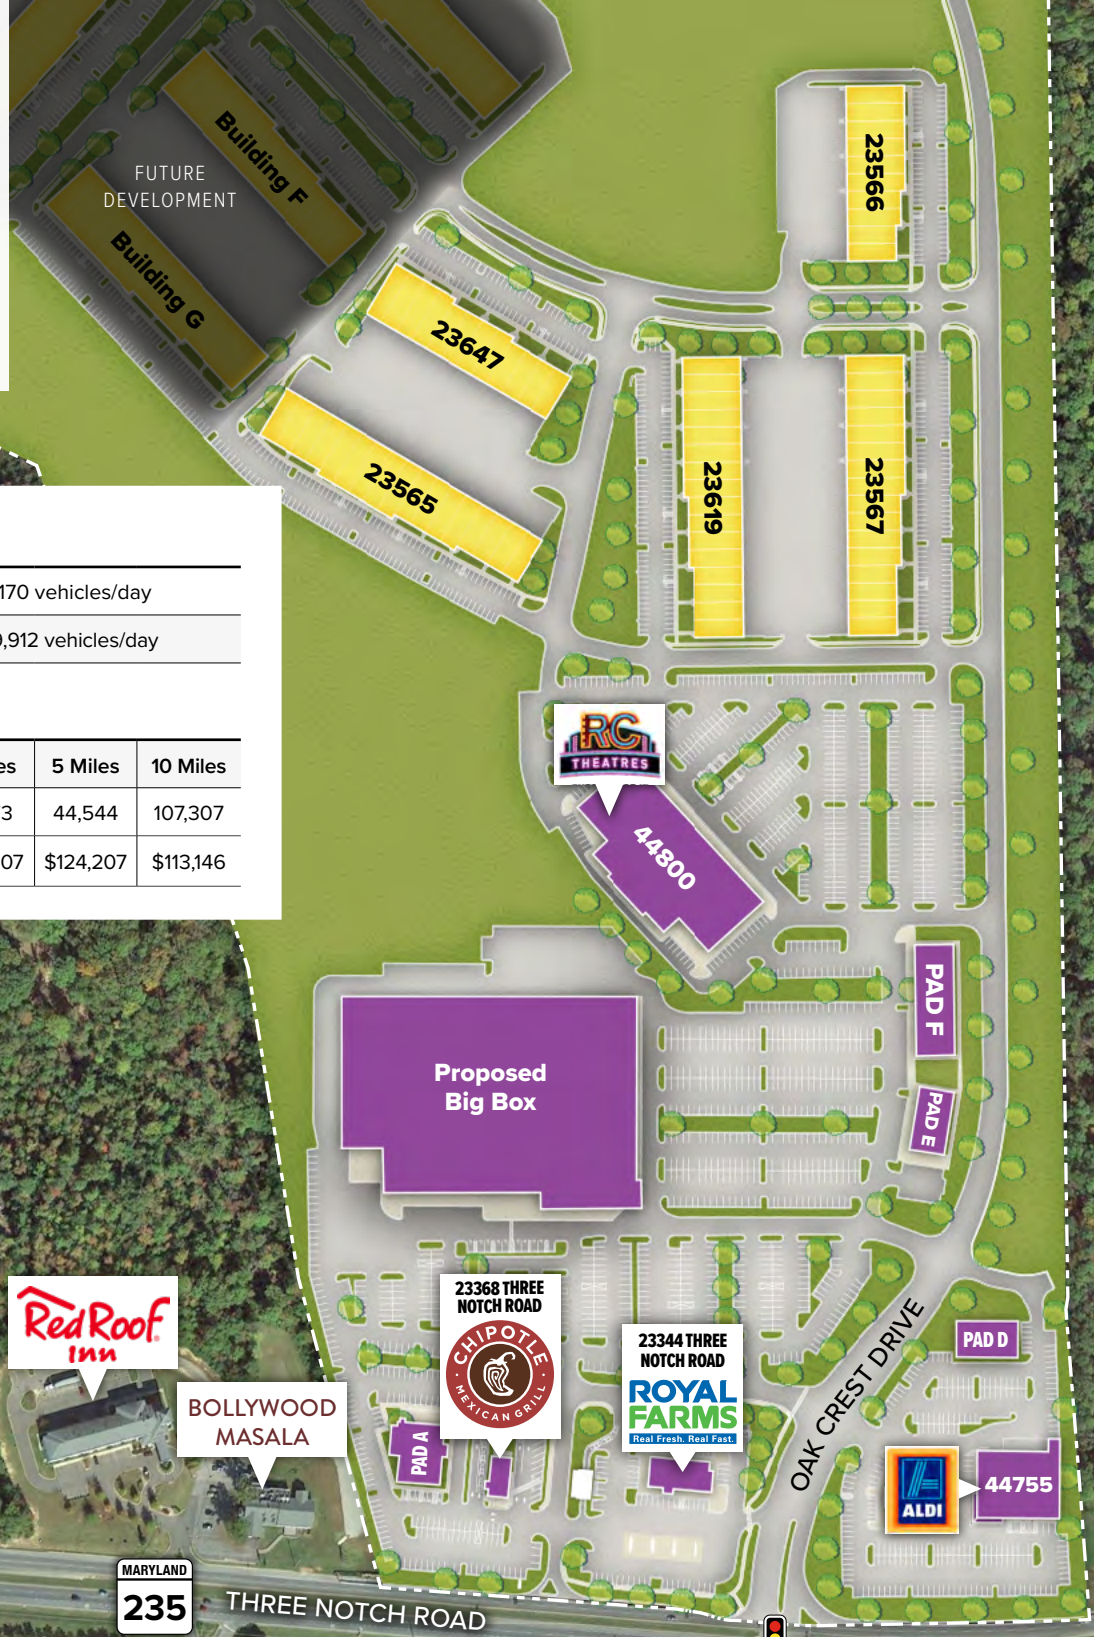 FUTURE
DEVELOPMENT
Building F
Building G
23566
23647
23565
23619
23567
170 vehicles/day
,912 vehicles/day
5 Miles
10 Miles
44,544
107,307
07
$124,207
$113,146
RC
THEATRES
44800
PAD F
PAD E
Proposed
Big Box
Red Roof
Inn
BOLLYWOOD
MASALA
23368 THREE
NOTCH ROAD
CHIPOTLE
MEXICAN GRILL
PAD A
23344 THREE
NOTCH ROAD
ROYAL
FARMS
Real Fresh. Real Fast.
OAK CREST DRIVE
PAD D
ALDI
44755
MARYLAND
235
THREE NOTCH ROAD